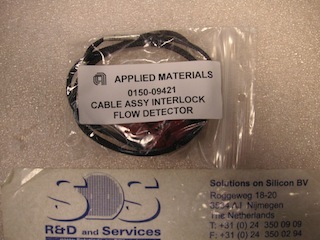 APPLIED MATERIALS
0150-09421
CABLE ASSY INTERLOCK
FLOW DETECTOR
SDS
R&D and Services
Solutions on Silicon BV
Roggeweg 18-20
Nijmegen
The Netherlands
T: +31 (0) 24 350 09 09
F: +31 (0) 24 350 02 94